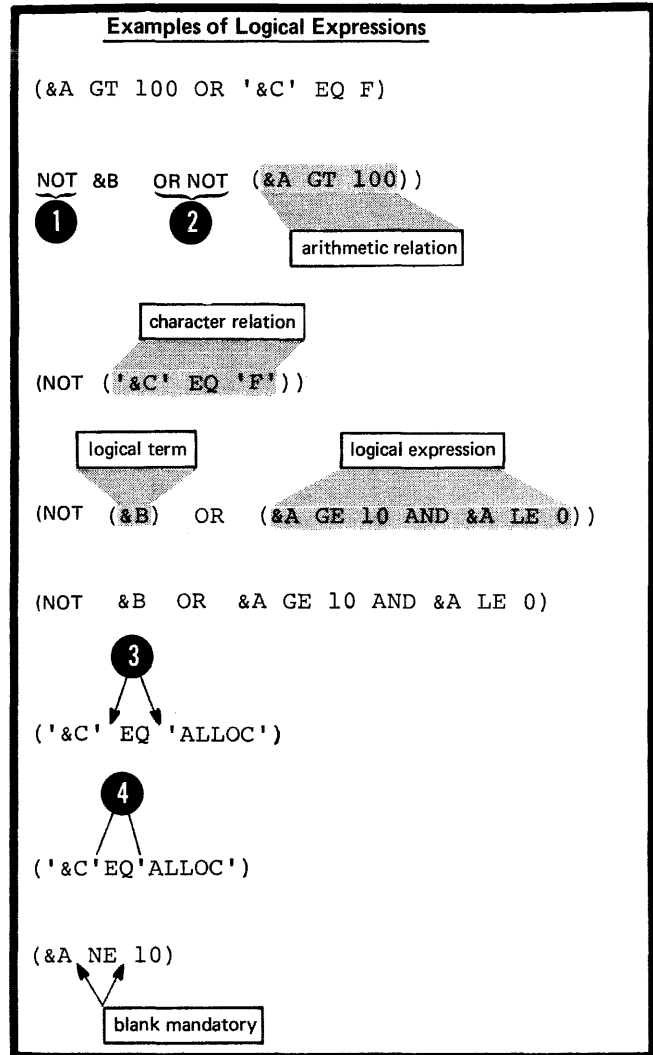 Examples of Logical Expressions
(&A GT 100 OR '&C' EQ F)
NOT &B OR NOT (&A GT 100))
1 2
arithmetic relation
character relation
(NOT ('&C' EQ 'F'))
logical term logical expression
(NOT (&B) OR (&A GE 10 AND &A LE 0))
(NOT &B OR &A GE 10 AND &A LE 0)
3
('&C' EQ 'ALLOC')
4
('&C'EQ'ALLOC')
(&A NE 10)
blank mandatory